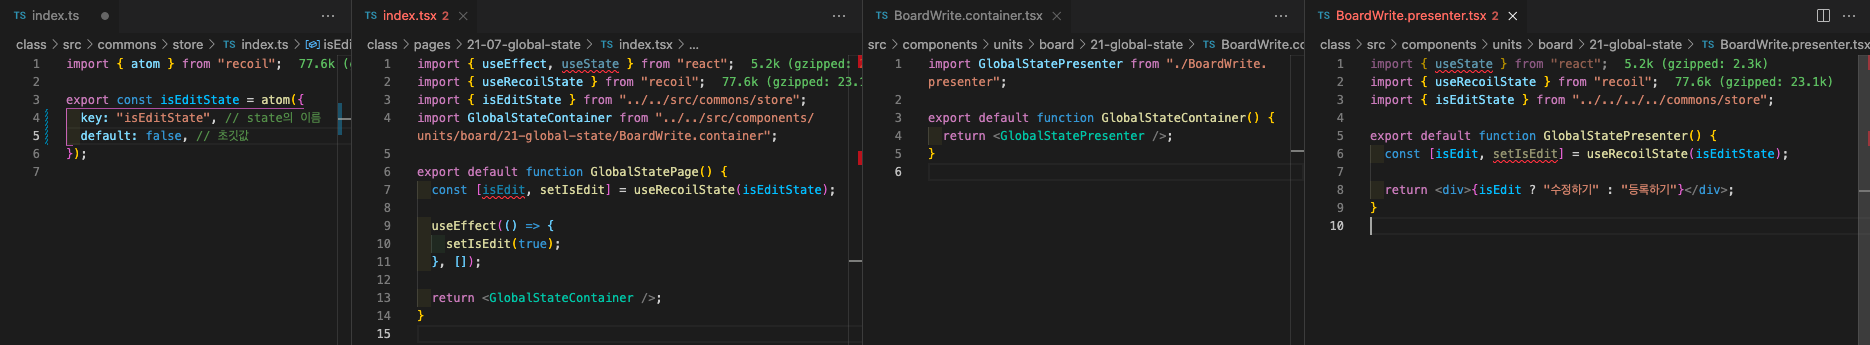 TS index.ts ● ···
class > src > commons > store > TS index.ts > isEdi
1 import { atom } from "recoil"; 77.6k (
2
3 export const isEditState = atom({
4 key: "isEditState", // state의 이름
5 default: false, // 초깃값
6 });
7
TS index.tsx 2 × ···
class > pages > 21-07-global-state > TS index.tsx > ...
1 import { useEffect, useState } from "react"; 5.2k (gzipped:
2 import { useRecoilState } from "recoil"; 77.6k (gzipped: 23.1
3 import { isEditState } from "../../src/commons/store";
4 import GlobalStateContainer from "../../src/components/
units/board/21-global-state/BoardWrite.container";
5
6 export default function GlobalStatePage() {
7 const [isEdit, setIsEdit] = useRecoilState(isEditState);
8
9 useEffect(() => {
10 setIsEdit(true);
11 }, []);
12
13 return <GlobalStateContainer />;
14 }
15
TS BoardWrite.container.tsx × ···
src > components > units > board > 21-global-state > TS BoardWrite.co
1 import GlobalStatePresenter from "./BoardWrite.
presenter";
2
3 export default function GlobalStateContainer() {
4 return <GlobalStatePresenter />;
5 }
6
TS BoardWrite.presenter.tsx 2 × ···
class > src > components > units > board > 21-global-state > TS BoardWrite.presenter.tsx
1 import { useState } from "react"; 5.2k (gzipped: 2.3k)
2 import { useRecoilState } from "recoil"; 77.6k (gzipped: 23.1k)
3 import { isEditState } from "../../../../commons/store";
4
5 export default function GlobalStatePresenter() {
6 const [isEdit, setIsEdit] = useRecoilState(isEditState);
7
8 return <div>{isEdit ? "수정하기" : "등록하기"}</div>;
9 }
10